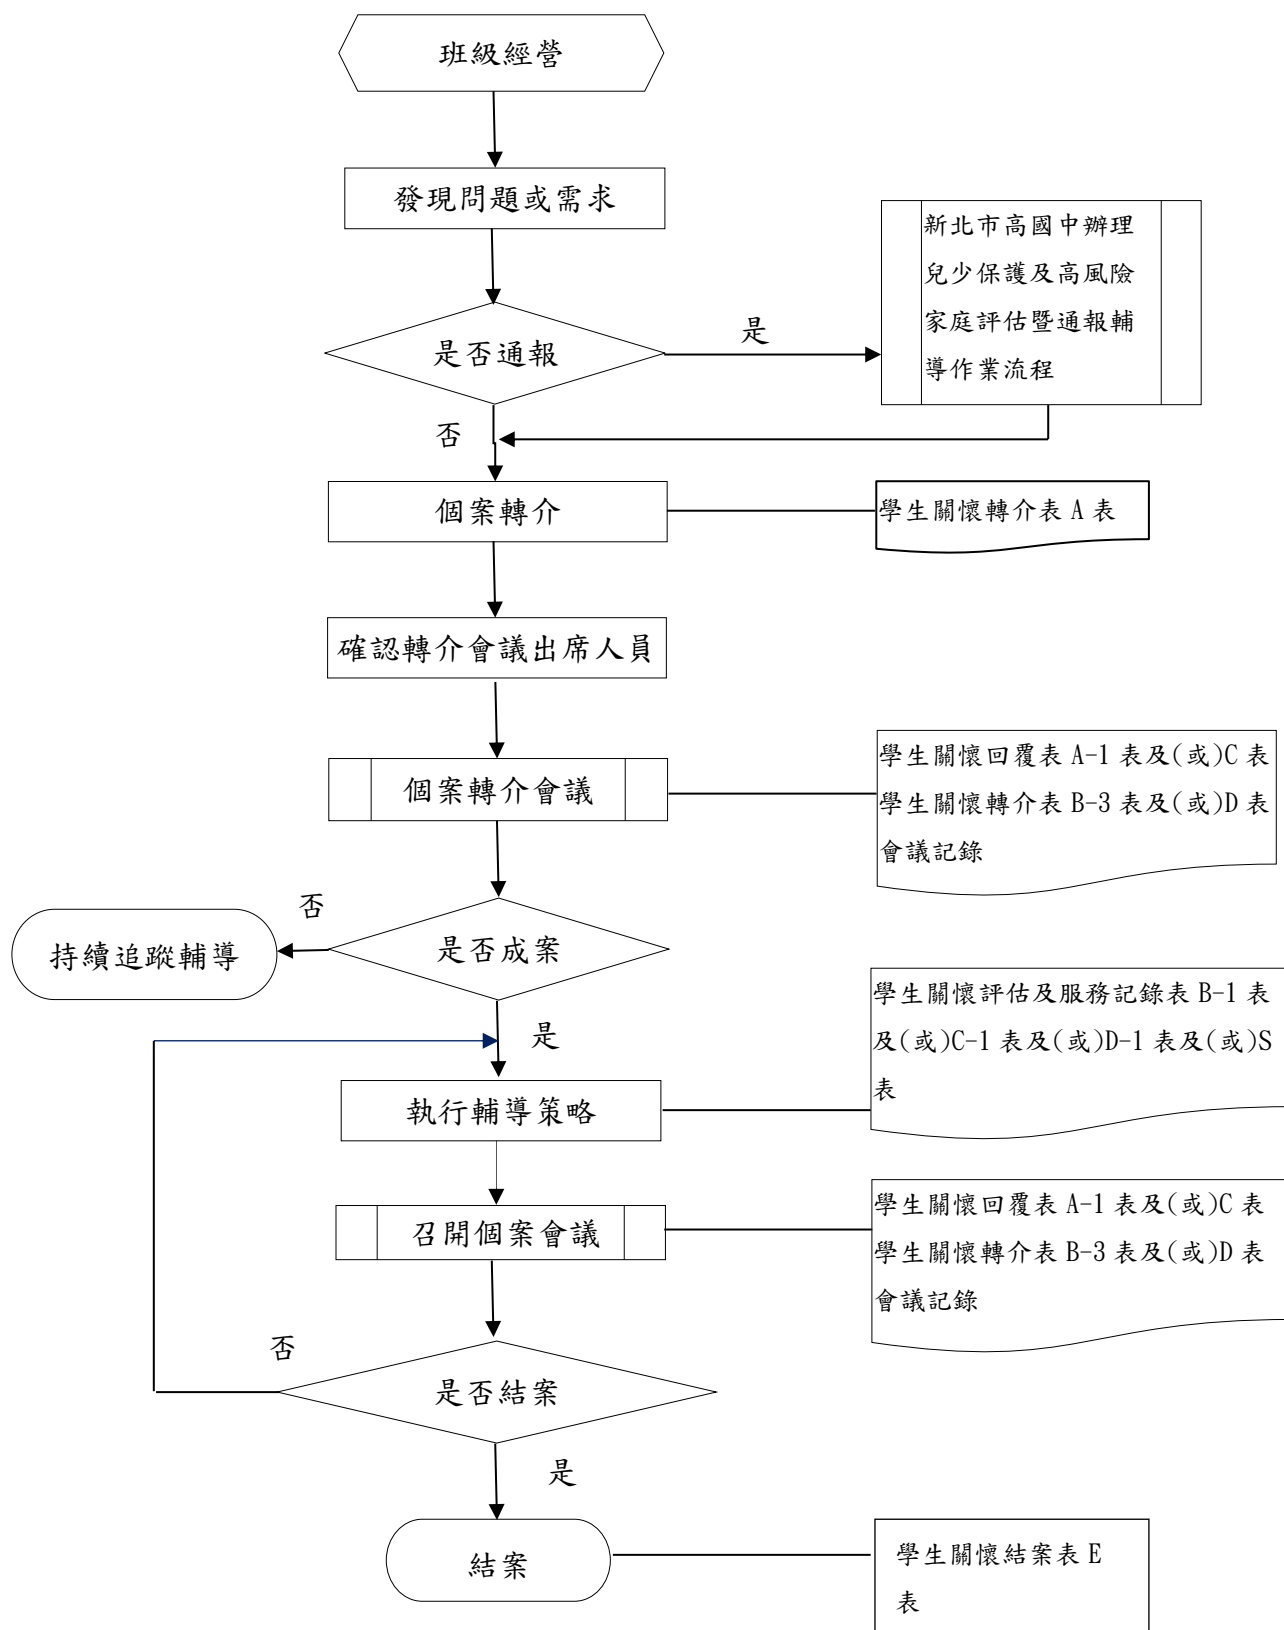 班級經營
發現問題或需求
新北市高國中辦理
兒少保護及高風險
家庭評估暨通報輔
導作業流程
是否通報
是
否
個案轉介
學生關懷轉介表 A 表
確認轉介會議出席人員
個案轉介會議
學生關懷回覆表 A-1 表及(或)C 表
學生關懷轉介表 B-3 表及(或)D 表
會議記錄
是否成案
否
持續追蹤輔導
是
學生關懷評估及服務記錄表 B-1 表
及(或)C-1 表及(或)D-1 表及(或)S
表
執行輔導策略
召開個案會議
學生關懷回覆表 A-1 表及(或)C 表
學生關懷轉介表 B-3 表及(或)D 表
會議記錄
否
是否結案
是
結案
學生關懷結案表 E
表